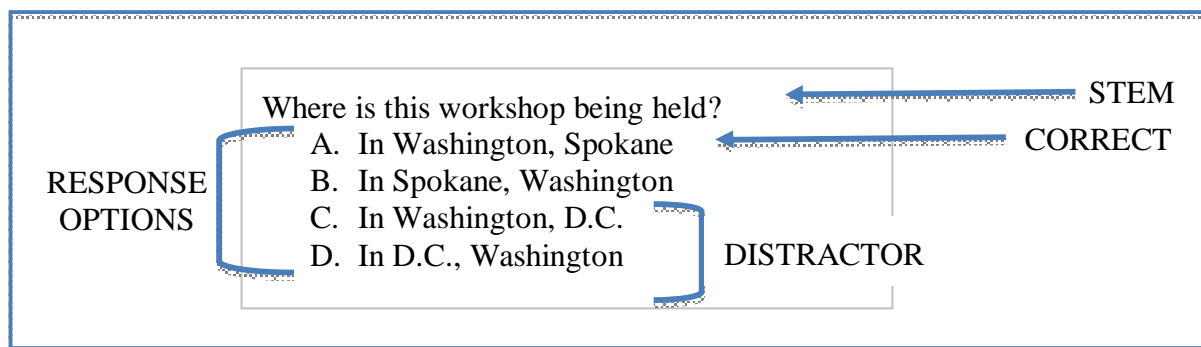 Where is this workshop being held?
STEM
A. In Washington, Spokane
CORRECT
B. In Spokane, Washington
RESPONSE
OPTIONS
C. In Washington, D.C.
D. In D.C., Washington
DISTRACTOR